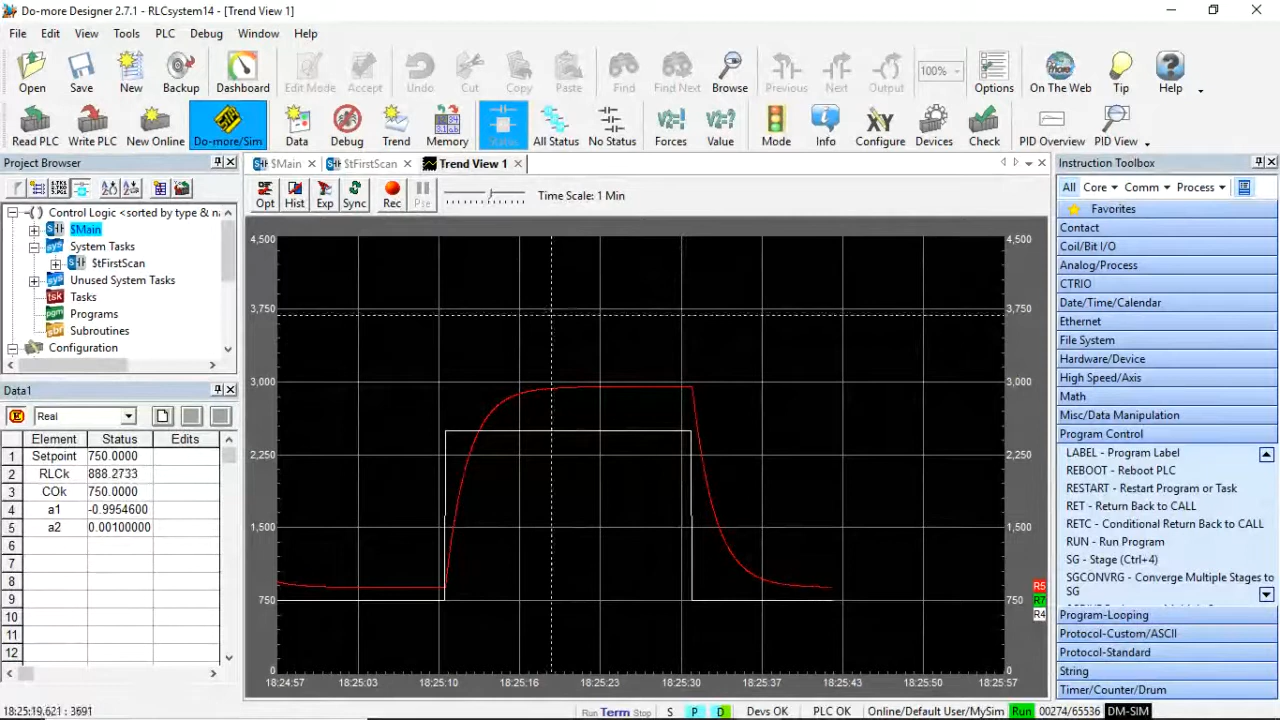 Do-more Designer 2.7.1 - RLCsystem14 - [Trend View 1]
File Edit View Tools PLC Debug Window Help
Open Save New Backup Dashboard Edit Mode Accept Undo Cut Copy Paste Find Find Next Browse Previous Next Output 100% Options On The Web Tip Help
Read PLC Write PLC New Online Do-more/Sim Data Debug Trend Memory Status All Status No Status Forces Value Mode Info Configure Devices Check PID Overview PID View
Project Browser
Control Logic <sorted by type & n
$Main
System Tasks
$tFirstScan
Unused System Tasks
Tasks
Programs
Subroutines
Configuration
Data1
Real
Element Status Edits
1 Setpoint 750.0000
2 RLCk 888.2733
3 COk 750.0000
4 a1 -0.9954600
5 a2 0.00100000
6
7
8
9
10
11
12
$Main $tFirstScan Trend View 1
Opt Hist Exp Sync Rec Pse Time Scale: 1 Min
4,500 4,500
3,750 3,750
3,000 3,000
2,250 2,250
1,500 1,500
R5
750 750 R7
R4
0 0
18:24:57 18:25:03 18:25:10 18:25:16 18:25:23 18:25:30 18:25:37 18:25:43 18:25:50 18:25:57
Instruction Toolbox
All Core Comm Process
Favorites
Contact
Coil/Bit I/O
Analog/Process
CTRIO
Date/Time/Calendar
Ethernet
File System
Hardware/Device
High Speed/Axis
Math
Misc/Data Manipulation
Program Control
LABEL - Program Label
REBOOT - Reboot PLC
RESTART - Restart Program or Task
RET - Return Back to CALL
RETC - Conditional Return Back to CALL
RUN - Run Program
SG - Stage (Ctrl+4)
SGCONVRG - Converge Multiple Stages to
SG
Program-Looping
Protocol-Custom/ASCII
Protocol-Standard
String
Timer/Counter/Drum
18:25:19.621 : 3691 Run Term Stop S P D Devs OK PLC OK Online/Default User/MySim Run 00274/65536 DM-SIM